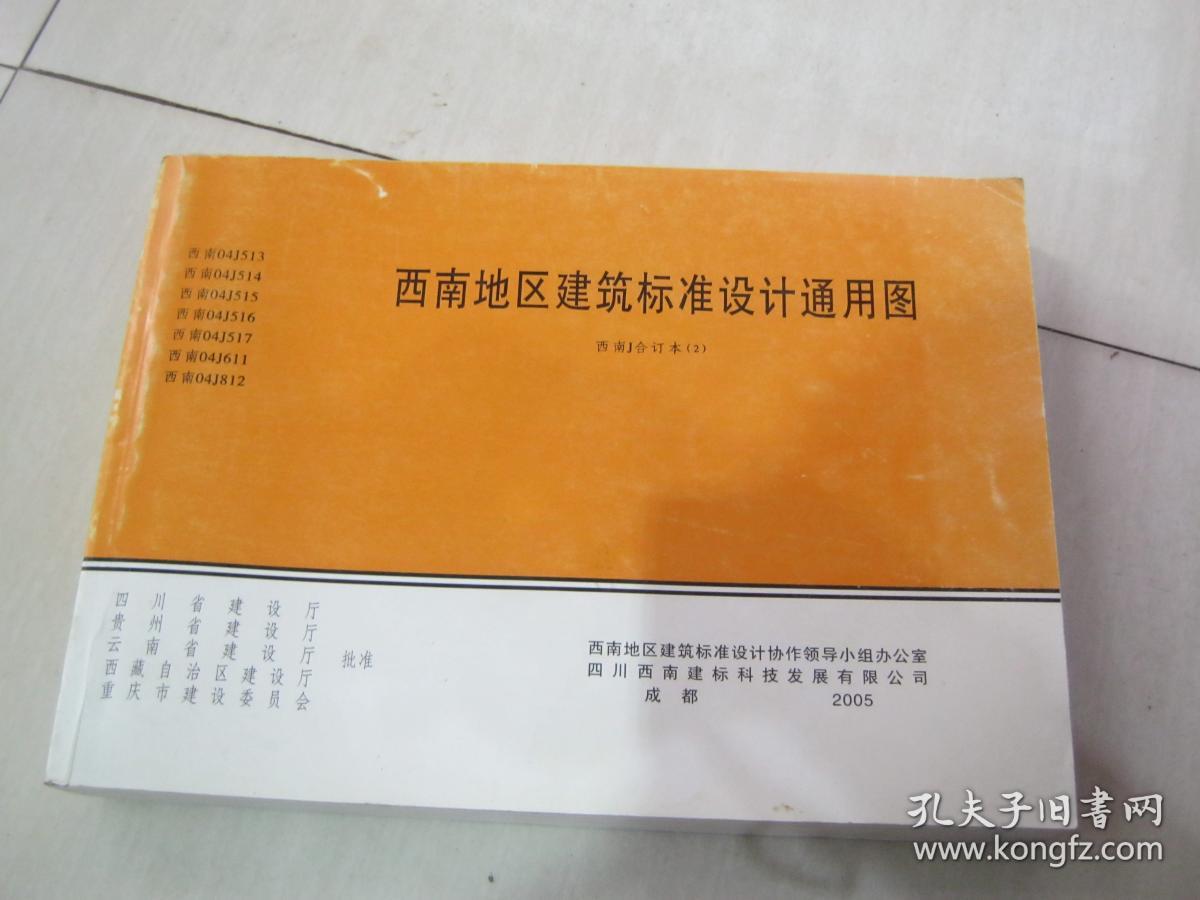 西南04J513
西南04J514
西南04J515
西南04J516
西南04J517
西南04J611
西南04J812
西南地区建筑标准设计通用图
西南J合订本(2)
四川省建设厅
贵州省建设厅
云南省建设厅
西藏自治区建设厅
重庆市建设委员会
批准
西南地区建筑标准设计协作领导小组办公室
四川西南建标科技发展有限公司
成都 2005
孔夫子旧书网
www.kongfz.com